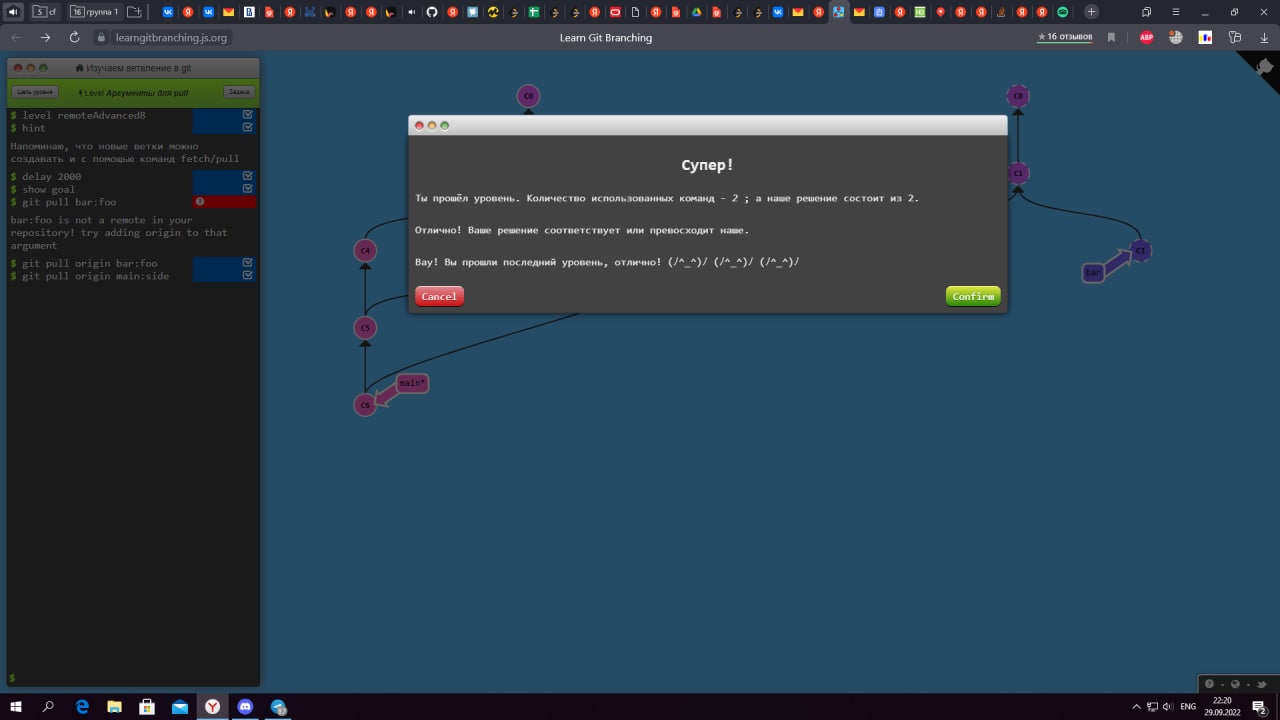 5 cf
16 группа 1
learngitbranching.js.org
Learn Git Branching
★ 16 отзывов
ABP
Изучаем ветвление в git
Цель уровня
Level Аргументы для pull
Задача
$ level remoteAdvanced8
$ hint
Напоминаю, что новые ветки можно
создавать и с помощью команд fetch/pull
$ delay 2000
$ show goal
$ git pull bar:foo
bar:foo is not a remote in your
repository! try adding origin to that
argument
$ git pull origin bar:foo
$ git pull origin main:side
$
C0
C4
C5
C6
main*
Супер!
Ты прошёл уровень. Количество использованных команд - 2 ; а наше решение состоит из 2.
Отлично! Ваше решение соответствует или превосходит наше.
Вау! Вы прошли последний уровень, отлично! (/^_^)/ (/^_^)/ (/^_^)/
Cancel
Confirm
C0
C1
C3
bar
ENG
22:20
29.09.2022
2